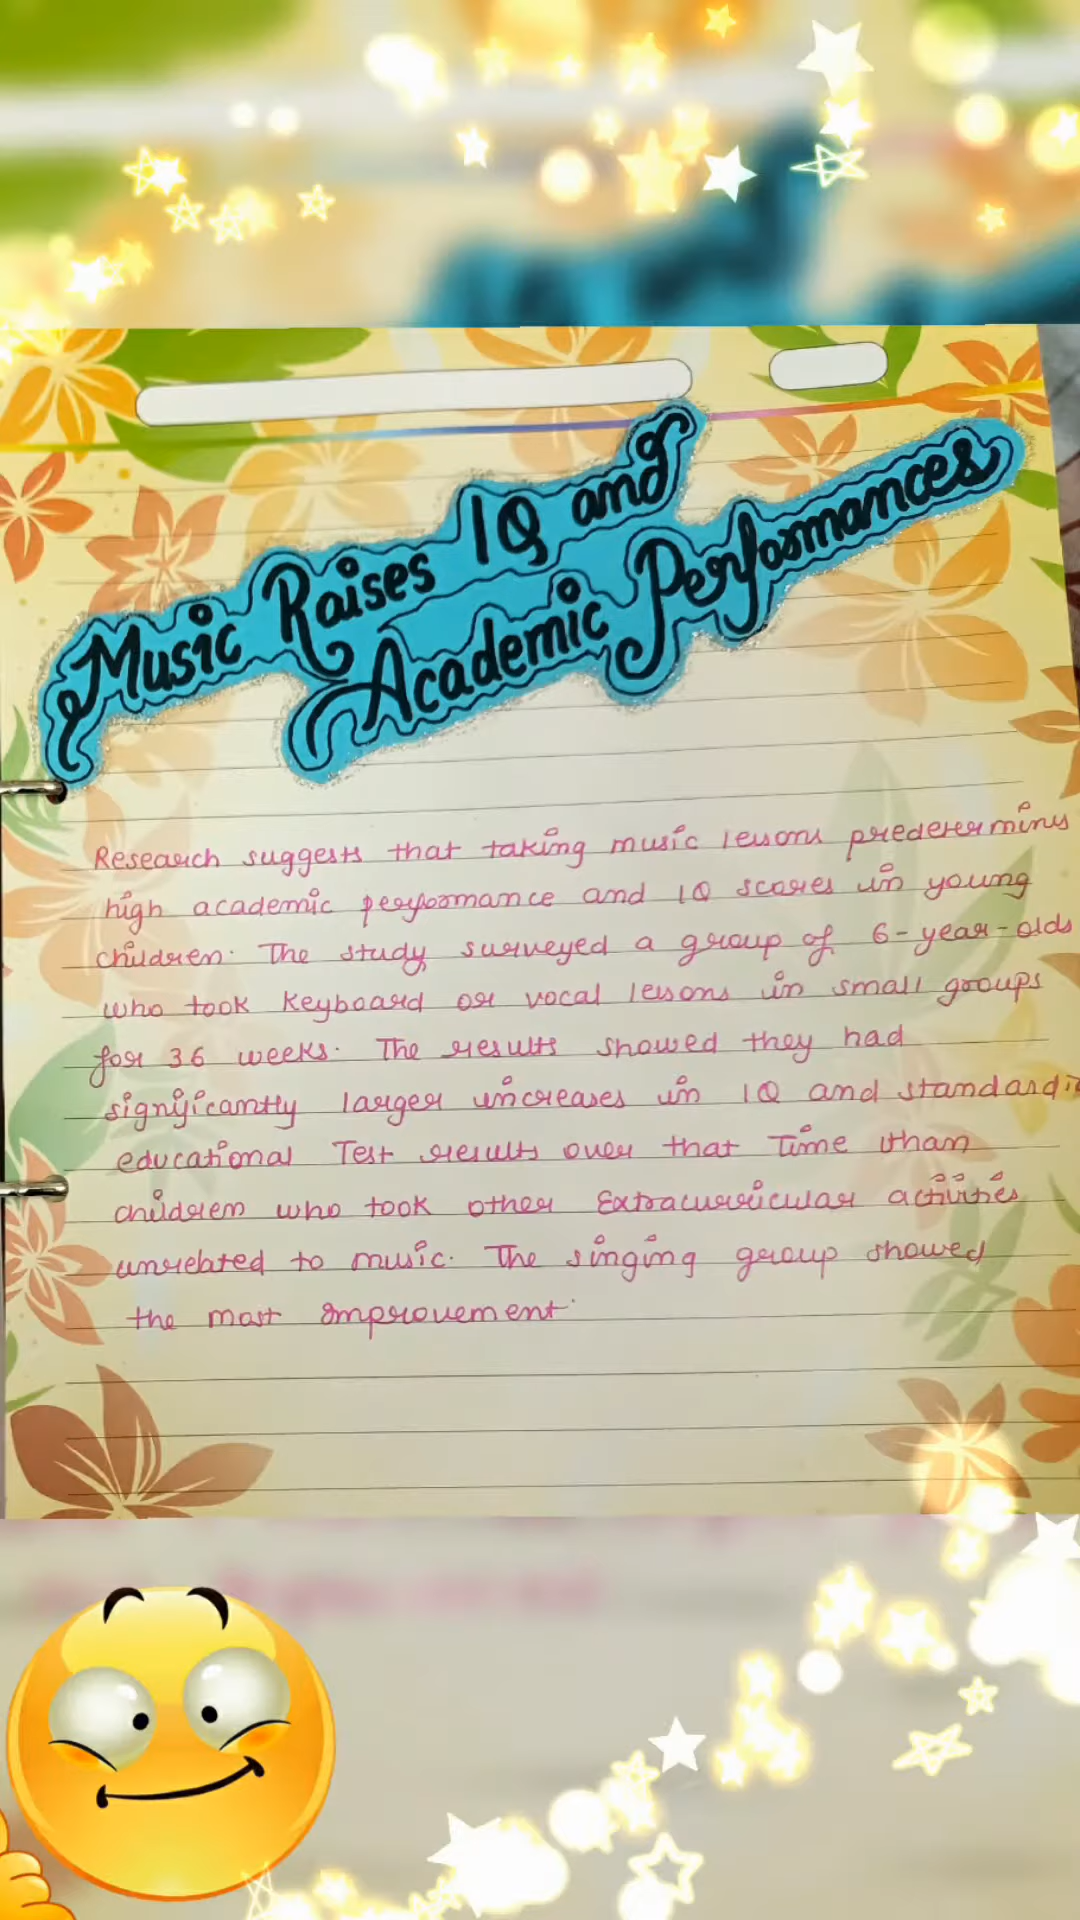 Music Raises IQ and
Academic Performances
Research suggests that taking music lessons predetermins
high academic performance and IQ scores in young
children. The study surveyed a group of 6-year-olds
who took keyboard or vocal lessons in small groups
for 36 weeks. The results showed they had
significantly larger increases in IQ and standardi
educational Test results over that Time than
children who took other Extracurricular activities
unrelated to music. The singing group showed
the most Improvement.